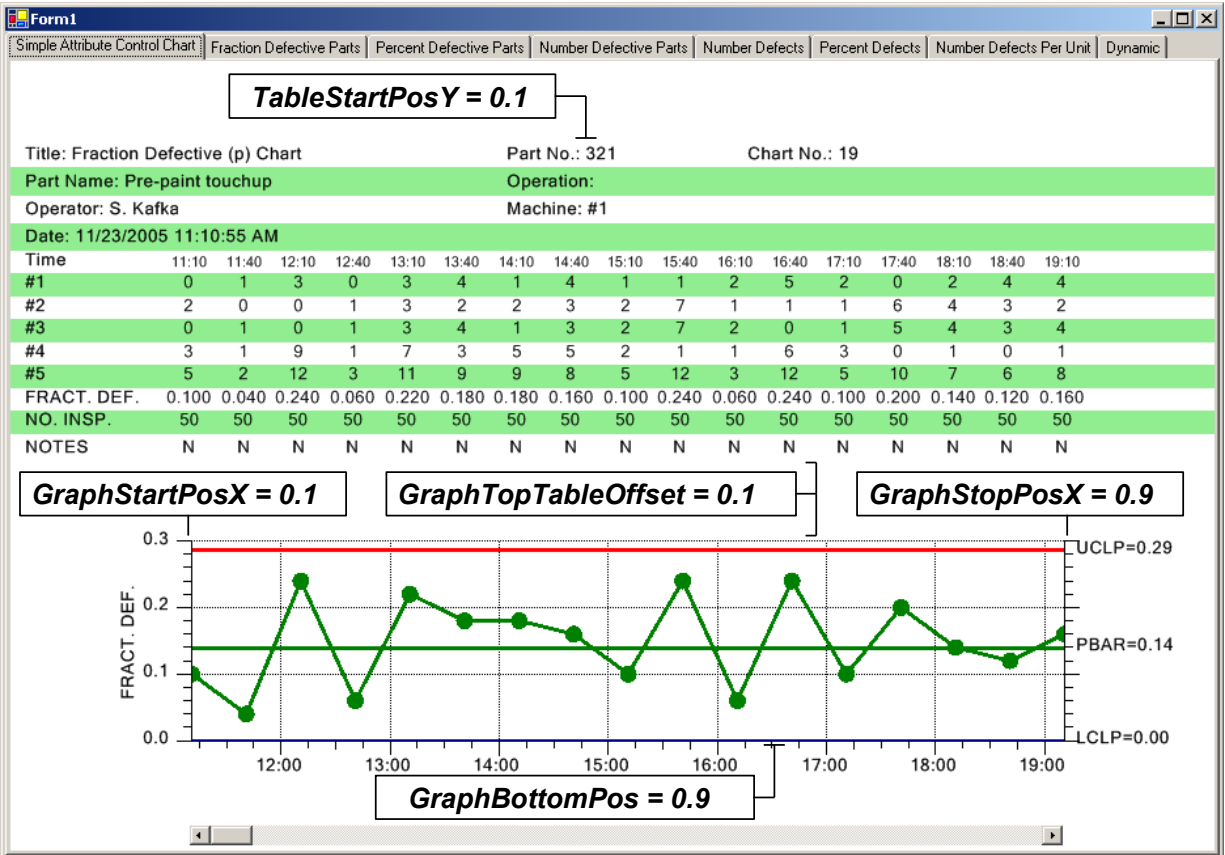 Form1
Simple Attribute Control Chart Fraction Defective Parts Percent Defective Parts Number Defective Parts Number Defects Percent Defects Number Defects Per Unit Dynamic
TableStartPosY = 0.1
Title: Fraction Defective (p) Chart Part No.: 321 Chart No.: 19
Part Name: Pre-paint touchup Operation:
Operator: S. Kafka Machine: #1
Date: 11/23/2005 11:10:55 AM
Time 11:10 11:40 12:10 12:40 13:10 13:40 14:10 14:40 15:10 15:40 16:10 16:40 17:10 17:40 18:10 18:40 19:10
#1 0 1 3 0 3 4 1 4 1 1 2 5 2 0 2 4 4
#2 2 0 0 1 3 2 2 3 2 7 1 1 1 6 4 3 2
#3 0 1 0 1 3 4 1 3 2 7 2 0 1 5 4 3 4
#4 3 1 9 1 7 3 5 5 2 1 1 6 3 0 1 0 1
#5 5 2 12 3 11 9 9 8 5 12 3 12 5 10 7 6 8
FRACT. DEF. 0.100 0.040 0.240 0.060 0.220 0.180 0.180 0.160 0.100 0.240 0.060 0.240 0.100 0.200 0.140 0.120 0.160
NO. INSP. 50 50 50 50 50 50 50 50 50 50 50 50 50 50 50 50 50
NOTES N N N N N N N N N N N N N N N N N
GraphStartPosX = 0.1 GraphTopTableOffset = 0.1 GraphStopPosX = 0.9
FRACT. DEF.
0.3
0.2
0.1
0.0
UCLP=0.29
PBAR=0.14
LCLP=0.00
12:00 13:00 14:00 15:00 16:00 17:00 18:00 19:00
GraphBottomPos = 0.9